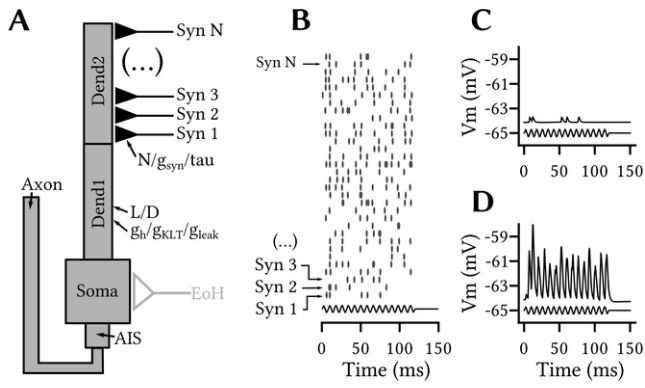 A
Syn N
(...)
Dend2
Syn 3
Syn 2
Syn 1
N/gsyn/tau
Axon
Dend1
L/D
gh/gKLT/gleak
Soma
EoH
AIS
B
Syn N
(...)
Syn 3
Syn 2
Syn 1
0 50 100 150
Time (ms)
C
Vm (mV)
-59
-61
-63
-65
0 50 100 150
D
Vm (mV)
-59
-61
-63
-65
0 50 100 150
Time (ms)